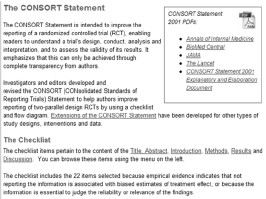 The CONSORT Statement
The CONSORT Statement is intended to improve the
reporting of a randomized controlled trial (RCT), enabling
readers to understand a trial's design, conduct, analysis and
interpretation, and to assess the validity of its results. It
emphasizes that this can only be achieved through
complete transparency from authors.
Investigators and editors developed and
revised the CONSORT (CONsolidated Standards of
Reporting Trials) Statement to help authors improve
reporting of two-parallel design RCTs by using a checklist
and flow diagram. Extensions of the CONSORT Statement have been developed for other types of
study designs, interventions and data.
CONSORT Statement
2001 PDFs.
Annals of Internal Medicine
BioMed Central
JAMA
The Lancet
CONSORT Statement 2001
Explanatory and Elaboration
Document
The Checklist
The checklist items pertain to the content of the Title, Abstract, Introduction, Methods, Results and
Discussion. You can browse these items using the menu on the left.
The checklist includes the 22 items selected because empirical evidence indicates that not
reporting the information is associated with biased estimates of treatment effect, or because the
information is essential to judge the reliability or relevance of the findings: